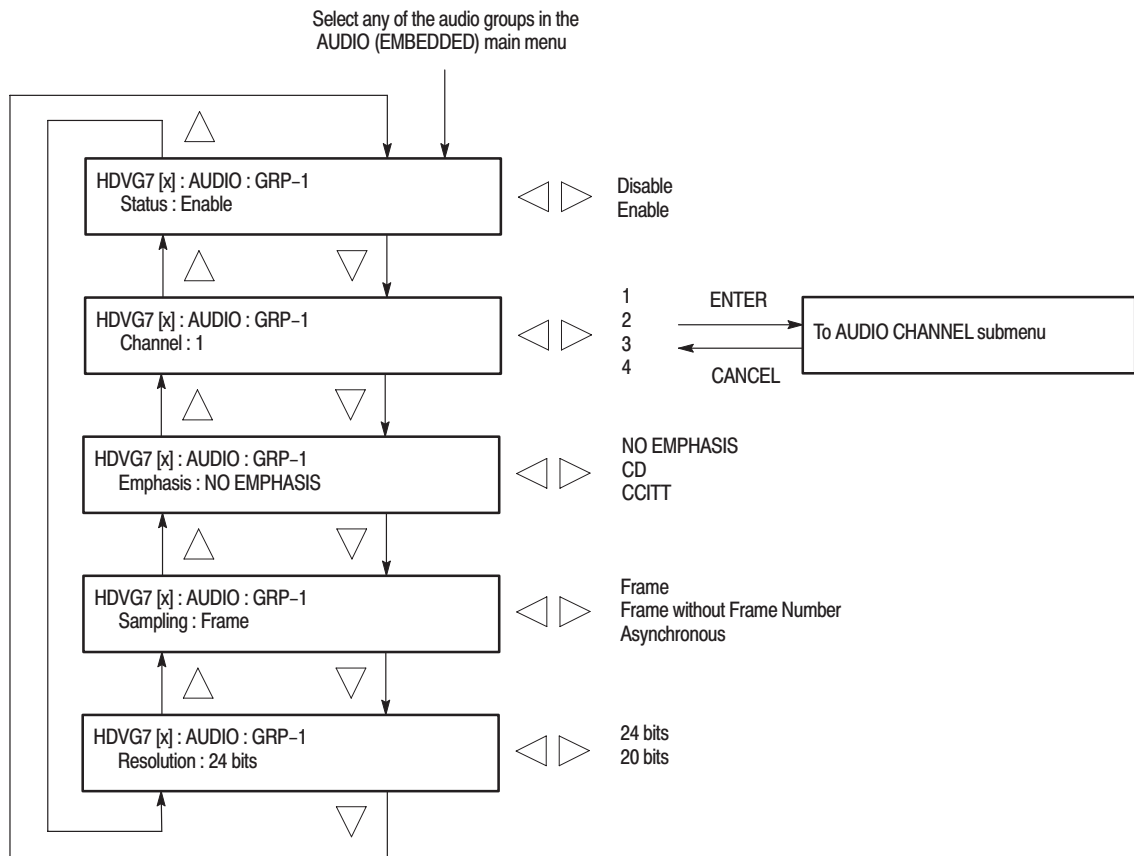 Select any of the audio groups in the
AUDIO (EMBEDDED) main menu
HDVG7 [x] : AUDIO : GRP–1
Status : Enable
Disable
Enable
HDVG7 [x] : AUDIO : GRP–1
Channel : 1
1
2
3
4
ENTER
CANCEL
To AUDIO CHANNEL submenu
HDVG7 [x] : AUDIO : GRP–1
Emphasis : NO EMPHASIS
NO EMPHASIS
CD
CCITT
HDVG7 [x] : AUDIO : GRP–1
Sampling : Frame
Frame
Frame without Frame Number
Asynchronous
HDVG7 [x] : AUDIO : GRP–1
Resolution : 24 bits
24 bits
20 bits